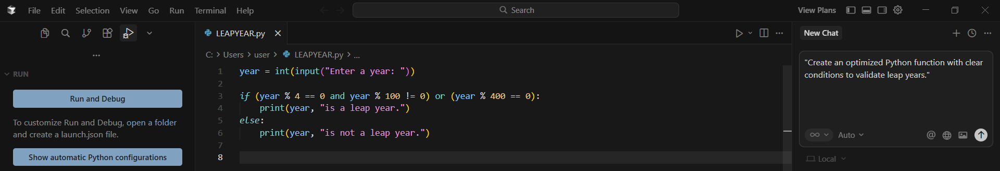 File Edit Selection View Go Run Terminal Help
Search
View Plans
RUN
Run and Debug
To customize Run and Debug, open a folder
and create a launch.json file.
Show automatic Python configurations
LEAPYEAR.py
C: > Users > user > LEAPYEAR.py > ...
1 year = int(input("Enter a year: "))
2
3 if (year % 4 == 0 and year % 100 != 0) or (year % 400 == 0):
4     print(year, "is a leap year.")
5 else:
6     print(year, "is not a leap year.")
7
8
New Chat
"Create an optimized Python function with clear
conditions to validate leap years."
Auto
@
Local